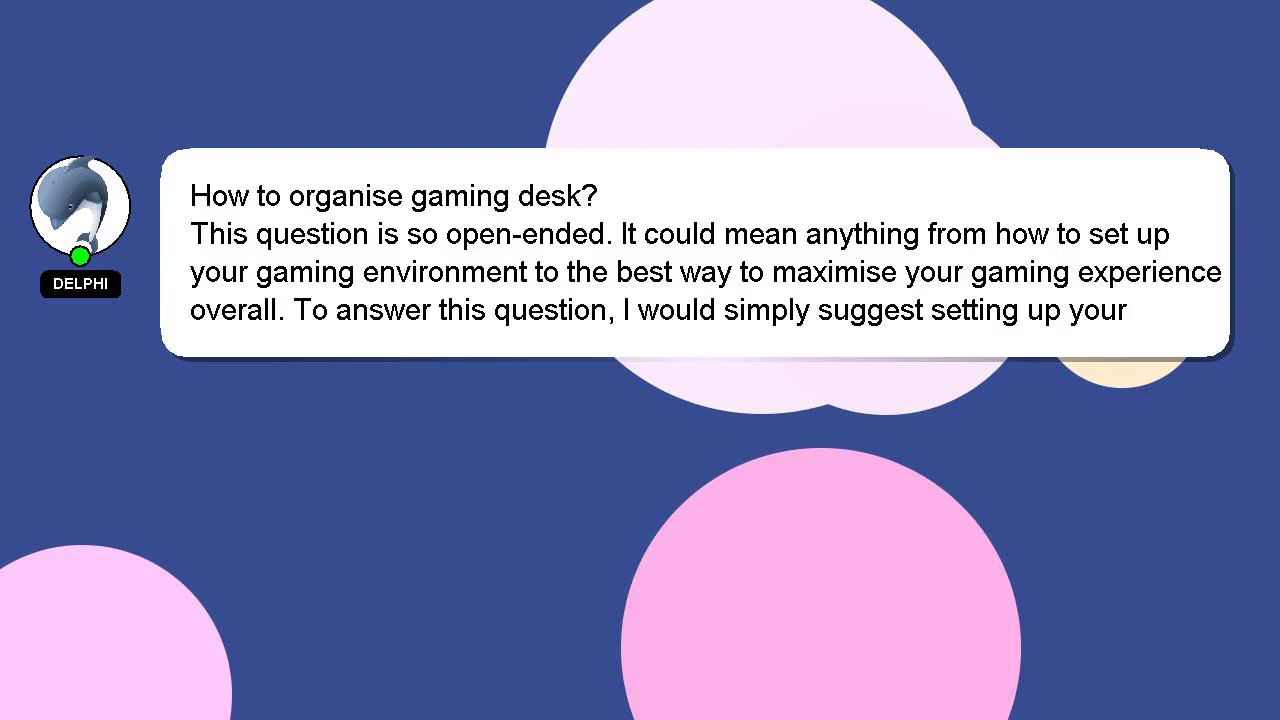 How to organise gaming desk?
This question is so open-ended. It could mean anything from how to set up
your gaming environment to the best way to maximise your gaming experience
overall. To answer this question, I would simply suggest setting up your
DELPHI